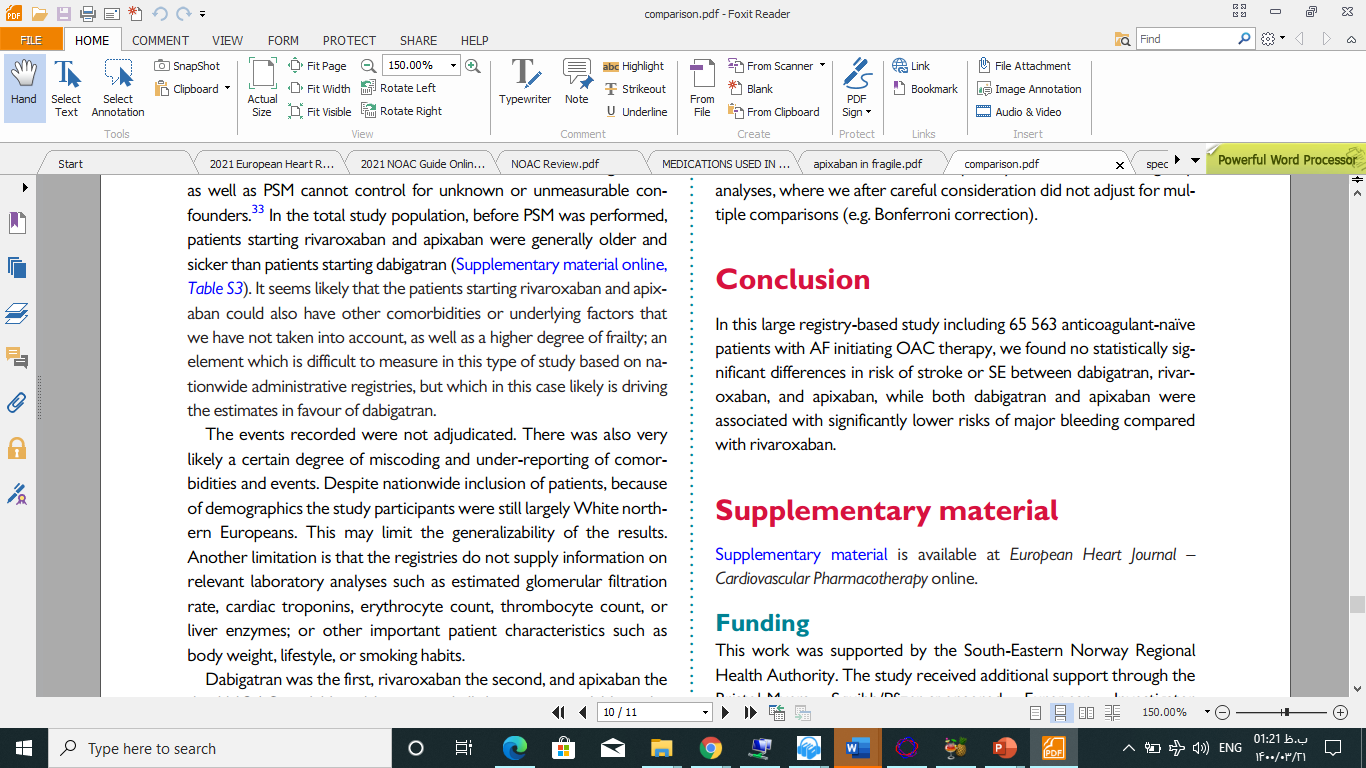 comparison.pdf - Foxit Reader
FILE HOME COMMENT VIEW FORM PROTECT SHARE HELP
Find
Hand
Select Text
Select Annotation
SnapShot
Clipboard
Tools
Actual Size
Fit Page
Fit Width
Fit Visible
150.00%
Rotate Left
Rotate Right
View
Typewriter
Note
abc Highlight
Strikeout
U Underline
Comment
From File
From Scanner
Blank
From Clipboard
Create
PDF Sign
Protect
Link
Bookmark
Links
File Attachment
Image Annotation
Audio & Video
Insert
Start
2021 European Heart R...
2021 NOAC Guide Onlin...
NOAC Review.pdf
MEDICATIONS USED IN ...
apixaban in fragile.pdf
comparison.pdf
spec
Powerful Word Processor
as well as PSM cannot control for unknown or unmeasurable con-
founders.33 In the total study population, before PSM was performed,
patients starting rivaroxaban and apixaban were generally older and
sicker than patients starting dabigatran (Supplementary material online,
Table S3). It seems likely that the patients starting rivaroxaban and apix-
aban could also have other comorbidities or underlying factors that
we have not taken into account, as well as a higher degree of frailty; an
element which is difficult to measure in this type of study based on na-
tionwide administrative registries, but which in this case likely is driving
the estimates in favour of dabigatran.
The events recorded were not adjudicated. There was also very
likely a certain degree of miscoding and under-reporting of comor-
bidities and events. Despite nationwide inclusion of patients, because
of demographics the study participants were still largely White north-
ern Europeans. This may limit the generalizability of the results.
Another limitation is that the registries do not supply information on
relevant laboratory analyses such as estimated glomerular filtration
rate, cardiac troponins, erythrocyte count, thrombocyte count, or
liver enzymes; or other important patient characteristics such as
body weight, lifestyle, or smoking habits.
Dabigatran was the first, rivaroxaban the second, and apixaban the
analyses, where we after careful consideration did not adjust for mul-
tiple comparisons (e.g. Bonferroni correction).
Conclusion
In this large registry-based study including 65 563 anticoagulant-naïve
patients with AF initiating OAC therapy, we found no statistically sig-
nificant differences in risk of stroke or SE between dabigatran, rivar-
oxaban, and apixaban, while both dabigatran and apixaban were
associated with significantly lower risks of major bleeding compared
with rivaroxaban.
Supplementary material
Supplementary material is available at European Heart Journal –
Cardiovascular Pharmacotherapy online.
Funding
This work was supported by the South-Eastern Norway Regional
Health Authority. The study received additional support through the
10 / 11
150.00%
Type here to search
ENG
01:21 ب.ظ
۱۴۰۰/۰۳/۲۱